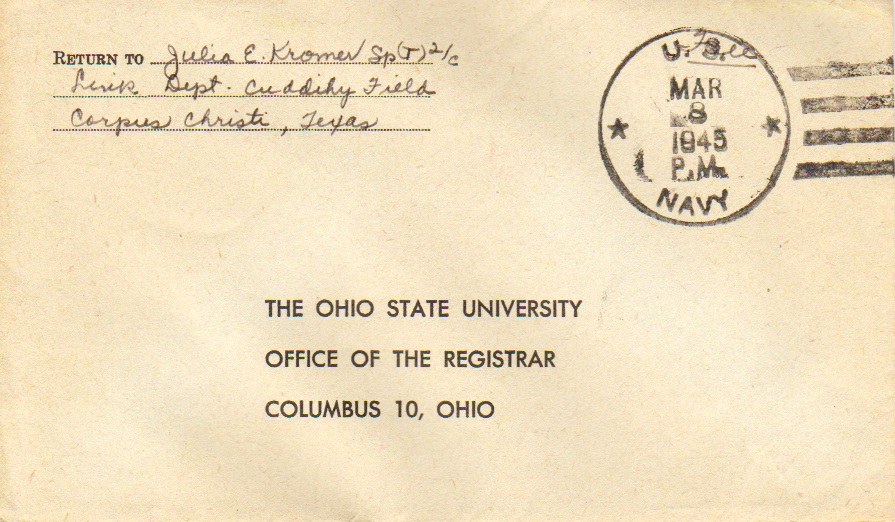 RETURN TO Julia E. Kromer Sp(T) 2/c
Link Dept. Cuddihy Field
Corpus Christi, Texas
Free
U. S.
MAR
8
1945
P.M.
NAVY
THE OHIO STATE UNIVERSITY
OFFICE OF THE REGISTRAR
COLUMBUS 10, OHIO